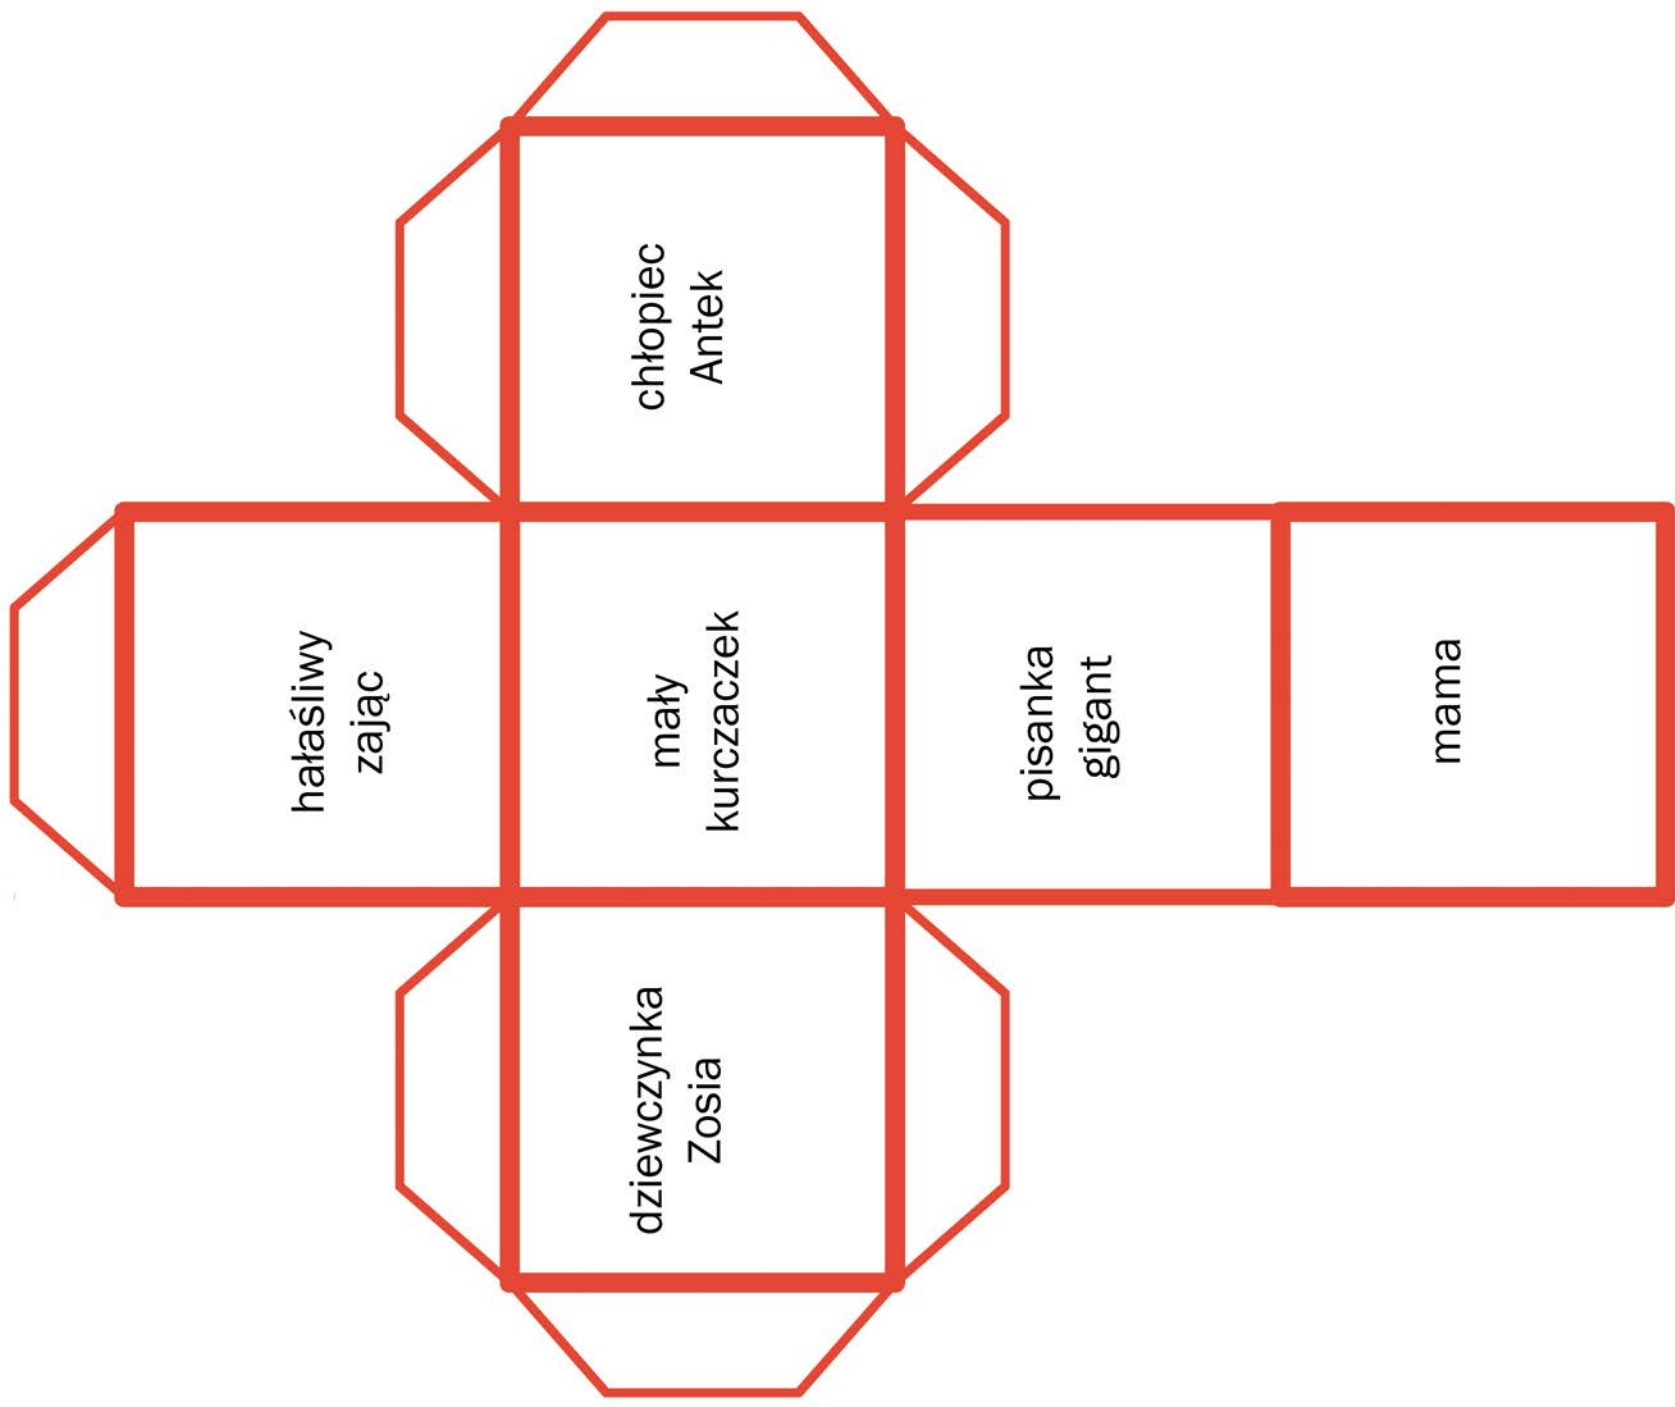 hałaśliwy
zając
mały
kurczaczek
pisanka
gigant
mama
chłopiec
Antek
dziewczynka
Zosia